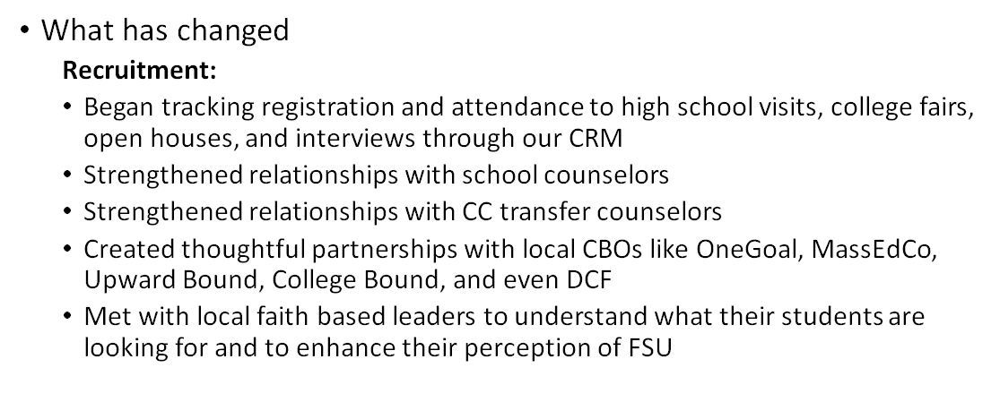 • What has changed
Recruitment:
• Began tracking registration and attendance to high school visits, college fairs,
open houses, and interviews through our CRM
• Strengthened relationships with school counselors
• Strengthened relationships with CC transfer counselors
• Created thoughtful partnerships with local CBOs like OneGoal, MassEdCo,
Upward Bound, College Bound, and even DCF
• Met with local faith based leaders to understand what their students are
looking for and to enhance their perception of FSU